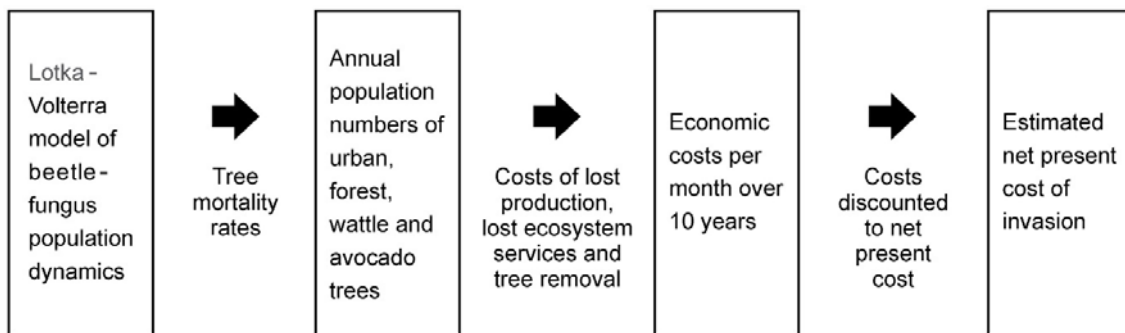 Lotka -
Volterra
model of
beetle -
fungus
population
dynamics
Tree
mortality
rates
Annual
population
numbers of
urban,
forest,
wattle and
avocado
trees
Costs of lost
production,
lost ecosystem
services and
tree removal
Economic
costs per
month over
10 years
Costs
discounted
to net
present
cost
Estimated
net present
cost of
invasion